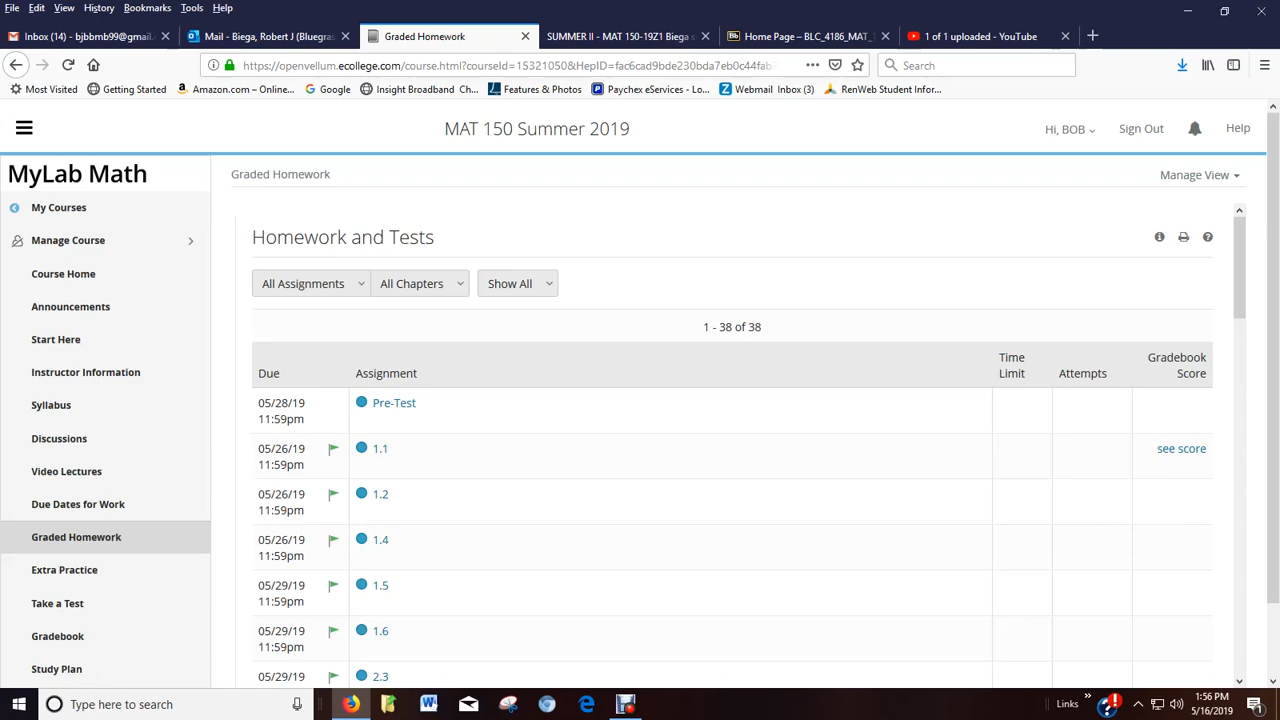 File Edit View History Bookmarks Tools Help
Inbox (14) - bjbbmb99@gmail.c
Mail - Biega, Robert J (Bluegras
Graded Homework
SUMMER II - MAT 150-19Z1 Biega s
Home Page – BLC_4186_MAT_1
1 of 1 uploaded - YouTube
https://openvellum.ecollege.com/course.html?courseId=15321050&HepID=fac6cad9bde230bda7eb0c44fab7
Search
Most Visited
Getting Started
Amazon.com – Online...
Google
Insight Broadband Ch...
Features & Photos
Paychex eServices - Lo...
Webmail Inbox (3)
RenWeb Student Infor...
MAT 150 Summer 2019
Hi, BOB
Sign Out
Help
MyLab Math
My Courses
Manage Course
Course Home
Announcements
Start Here
Instructor Information
Syllabus
Discussions
Video Lectures
Due Dates for Work
Graded Homework
Extra Practice
Take a Test
Gradebook
Study Plan
Graded Homework
Manage View
Homework and Tests
All Assignments
All Chapters
Show All
1 - 38 of 38
Due
Assignment
Time Limit
Attempts
Gradebook Score
05/28/19 11:59pm
Pre-Test
05/26/19 11:59pm
1.1
see score
05/26/19 11:59pm
1.2
05/26/19 11:59pm
1.4
05/29/19 11:59pm
1.5
05/29/19 11:59pm
1.6
05/29/19
2.3
Type here to search
Links
1:56 PM
5/16/2019